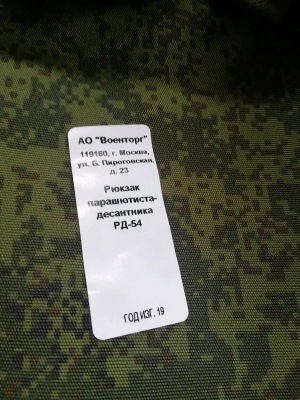 АО "Военторг"
119160, г. Москва,
ул. Б. Пироговская,
д. 23
Рюкзак
парашютиста-
десантника
РД-54
ГОД ИЗГ. 19